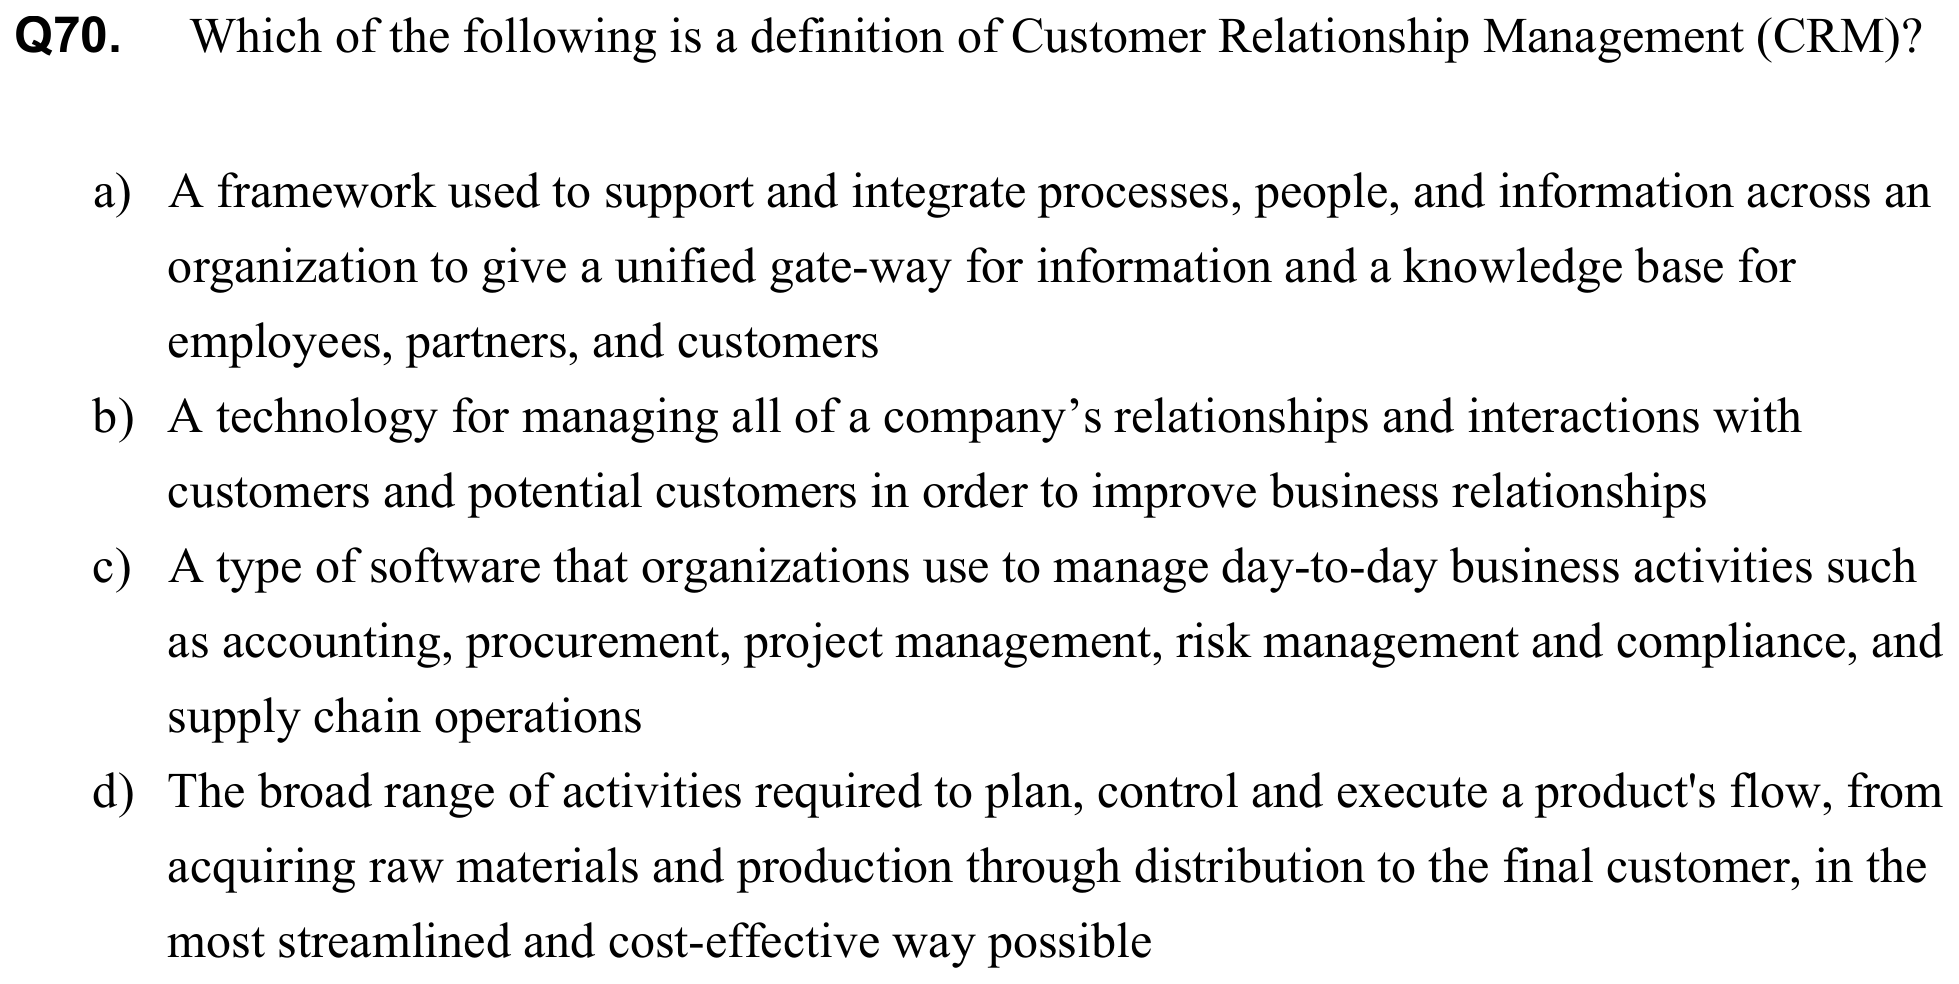 Q70. Which of the following is a definition of Customer Relationship Management (CRM)?
a) A framework used to support and integrate processes, people, and information across an
organization to give a unified gate-way for information and a knowledge base for
employees, partners, and customers
b) A technology for managing all of a company’s relationships and interactions with
customers and potential customers in order to improve business relationships
c) A type of software that organizations use to manage day-to-day business activities such
as accounting, procurement, project management, risk management and compliance, and
supply chain operations
d) The broad range of activities required to plan, control and execute a product's flow, from
acquiring raw materials and production through distribution to the final customer, in the
most streamlined and cost-effective way possible